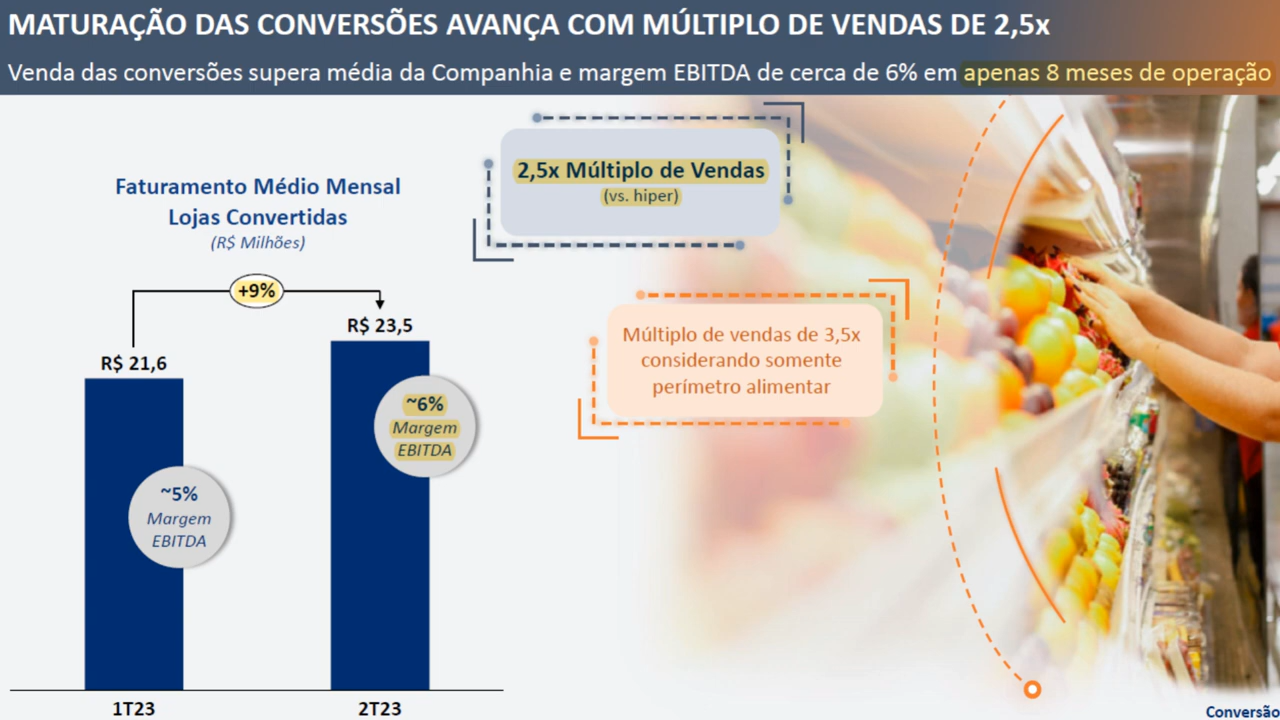 MATURAÇÃO DAS CONVERSÕES AVANÇA COM MÚLTIPLO DE VENDAS DE 2,5x
Venda das conversões supera média da Companhia e margem EBITDA de cerca de 6% em apenas 8 meses de operação
2,5x Múltiplo de Vendas
(vs. hiper)
Faturamento Médio Mensal
Lojas Convertidas
(R$ Milhões)
+9%
R$ 21,6
R$ 23,5
~5%
Margem
EBITDA
~6%
Margem
EBITDA
1T23
2T23
Múltiplo de vendas de 3,5x
considerando somente
perímetro alimentar
Conversão